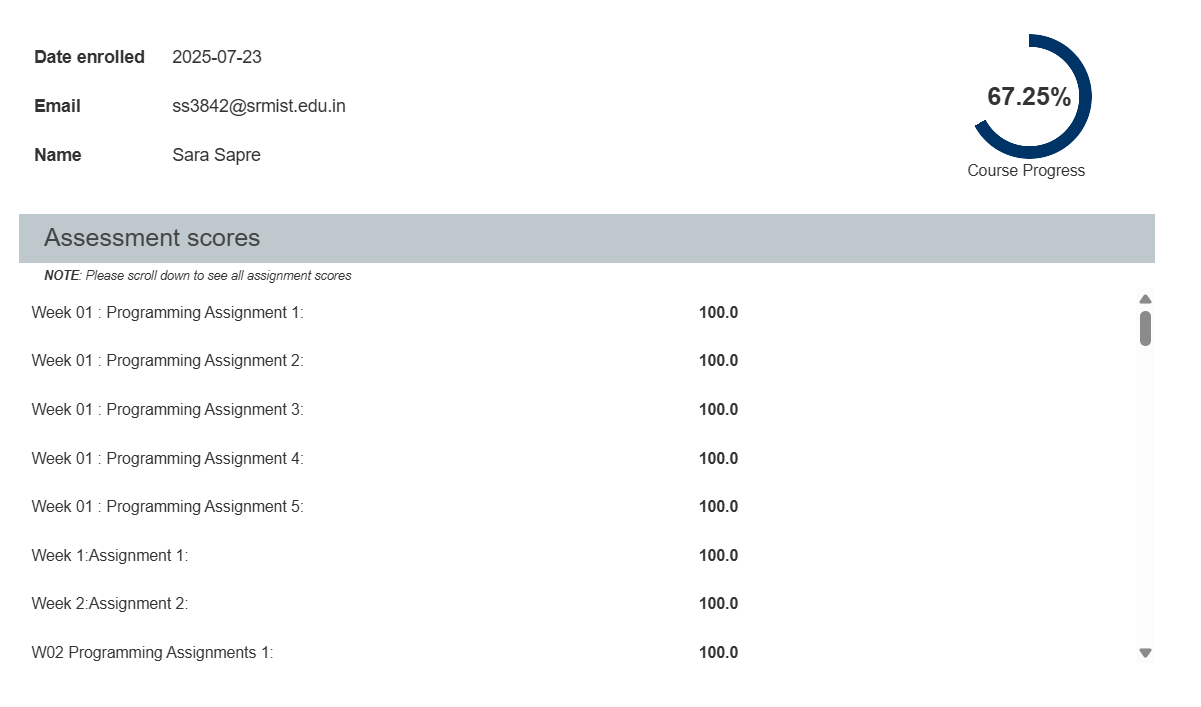 Date enrolled 2025-07-23
Email ss3842@srmist.edu.in
Name Sara Sapre
67.25%
Course Progress
Assessment scores
NOTE: Please scroll down to see all assignment scores
Week 01 : Programming Assignment 1: 100.0
Week 01 : Programming Assignment 2: 100.0
Week 01 : Programming Assignment 3: 100.0
Week 01 : Programming Assignment 4: 100.0
Week 01 : Programming Assignment 5: 100.0
Week 1:Assignment 1: 100.0
Week 2:Assignment 2: 100.0
W02 Programming Assignments 1: 100.0